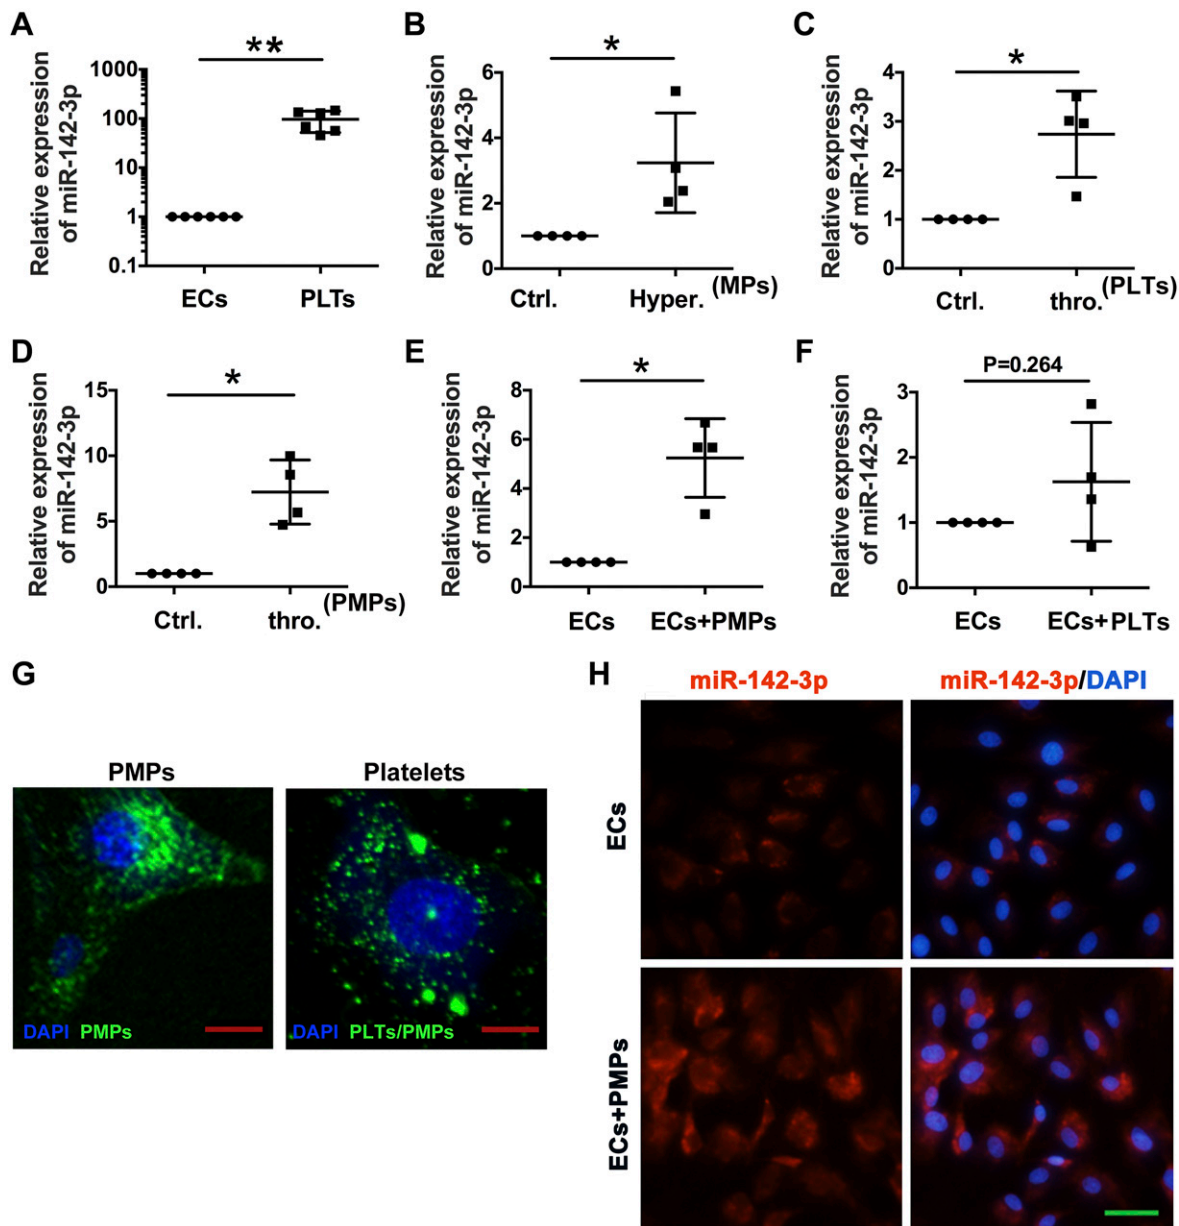 A
**
Relative expression
of miR-142-3p
1000
100
10
1
0.1
ECs PLTs
B
*
Relative expression
of miR-142-3p
6
4
2
0
Ctrl. Hyper. (MPs)
C
*
Relative expression
of miR-142-3p
4
3
2
1
0
Ctrl. thro. (PLTs)
D
*
Relative expression
of miR-142-3p
15
10
5
0
Ctrl. thro. (PMPs)
E
*
Relative expression
of miR-142-3p
8
6
4
2
0
ECs ECs+PMPs
F
P=0.264
Relative expression
of miR-142-3p
3
2
1
0
ECs ECs+PLTs
G
PMPs
DAPI PMPs
Platelets
DAPI PLTs/PMPs
H
miR-142-3p miR-142-3p/DAPI
ECs
ECs+PMPs